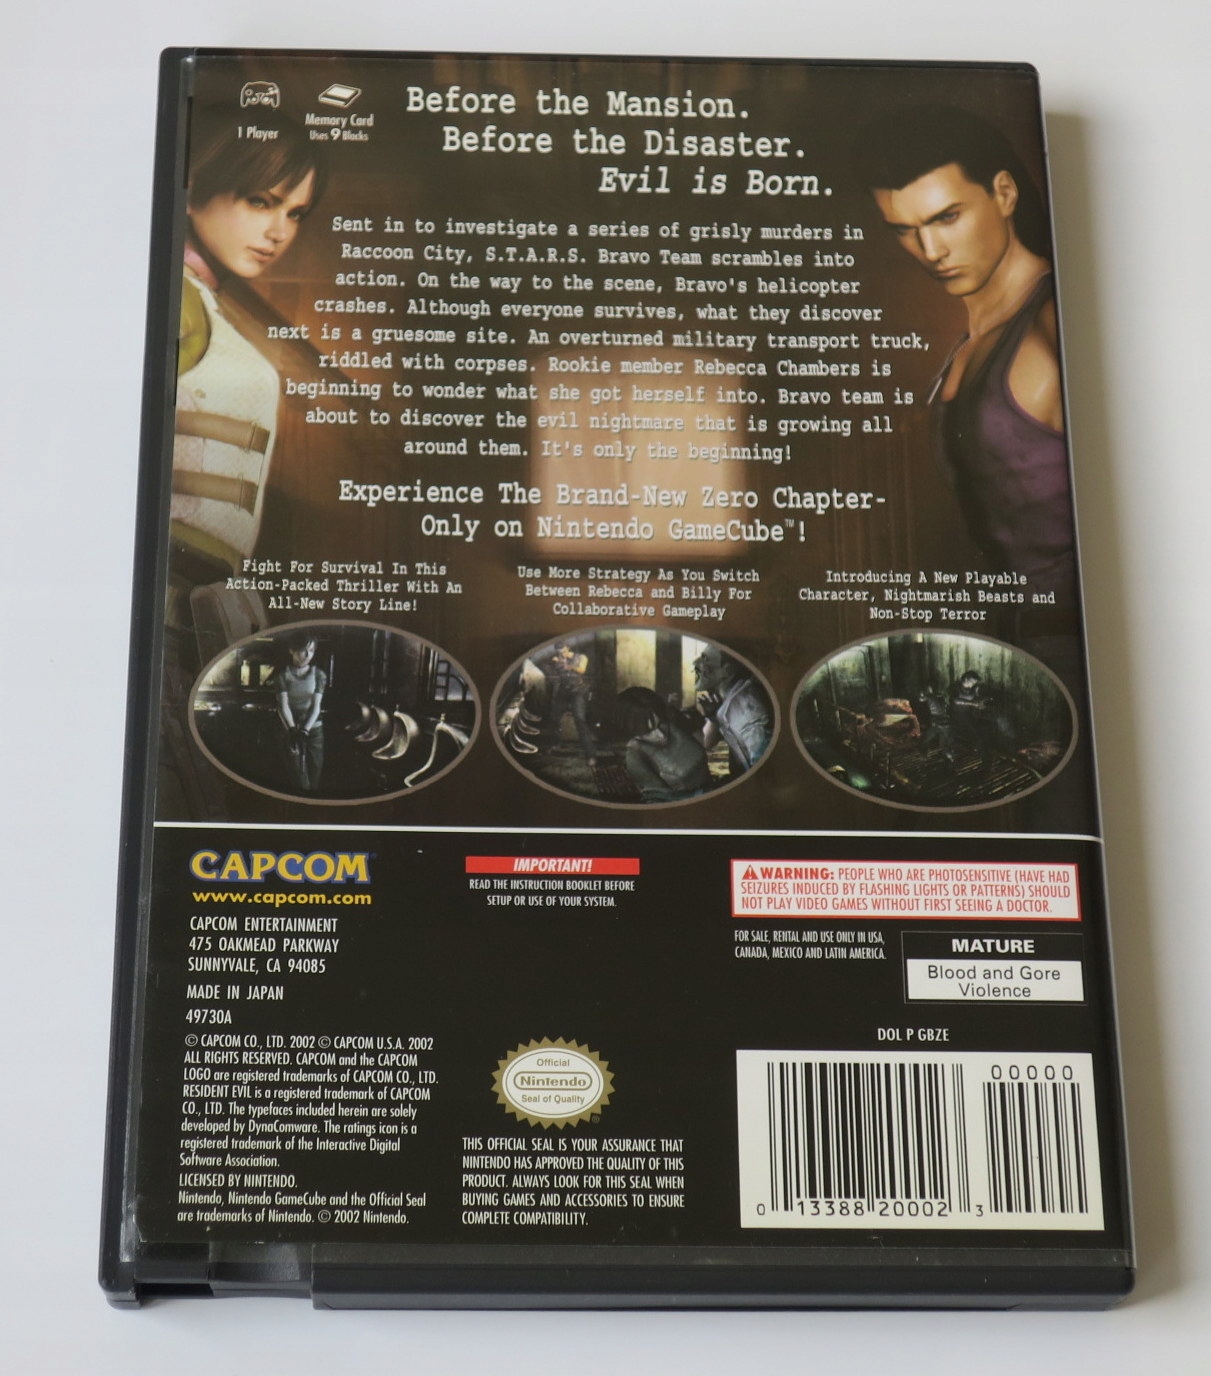 1 Player
Memory Card
Uses 9 Blocks
Before the Mansion.
Before the Disaster.
Evil is Born.
Sent in to investigate a series of grisly murders in
Raccoon City, S.T.A.R.S. Bravo Team scrambles into
action. On the way to the scene, Bravo's helicopter
crashes. Although everyone survives, what they discover
next is a gruesome site. An overturned military transport truck,
riddled with corpses. Rookie member Rebecca Chambers is
beginning to wonder what she got herself into. Bravo team is
about to discover the evil nightmare that is growing all
around them. It's only the beginning!
Experience The Brand-New Zero Chapter-
Only on Nintendo GameCube™!
Fight For Survival In This
Action-Packed Thriller With An
All-New Story Line!
Use More Strategy As You Switch
Between Rebecca and Billy For
Collaborative Gameplay
Introducing A New Playable
Character, Nightmarish Beasts and
Non-Stop Terror
CAPCOM
www.capcom.com
CAPCOM ENTERTAINMENT
475 OAKMEAD PARKWAY
SUNNYVALE, CA 94085
MADE IN JAPAN
49730A
© CAPCOM CO., LTD. 2002 © CAPCOM U.S.A. 2002
ALL RIGHTS RESERVED. CAPCOM and the CAPCOM
LOGO are registered trademarks of CAPCOM CO., LTD.
RESIDENT EVIL is a registered trademark of CAPCOM
CO., LTD. The typefaces included herein are solely
developed by DynaComware. The ratings icon is a
registered trademark of the Interactive Digital
Software Association.
LICENSED BY NINTENDO.
Nintendo, Nintendo GameCube and the Official Seal
are trademarks of Nintendo. © 2002 Nintendo.
IMPORTANT!
READ THE INSTRUCTION BOOKLET BEFORE
SETUP OR USE OF YOUR SYSTEM.
Official
Nintendo
Seal of Quality
®
THIS OFFICIAL SEAL IS YOUR ASSURANCE THAT
NINTENDO HAS APPROVED THE QUALITY OF THIS
PRODUCT. ALWAYS LOOK FOR THIS SEAL WHEN
BUYING GAMES AND ACCESSORIES TO ENSURE
COMPLETE COMPATIBILITY.
WARNING: PEOPLE WHO ARE PHOTOSENSITIVE (HAVE HAD
SEIZURES INDUCED BY FLASHING LIGHTS OR PATTERNS) SHOULD
NOT PLAY VIDEO GAMES WITHOUT FIRST SEEING A DOCTOR.
FOR SALE, RENTAL AND USE ONLY IN USA,
CANADA, MEXICO AND LATIN AMERICA.
MATURE
Blood and Gore
Violence
DOL P GBZE
00000
0 13388 20002 3